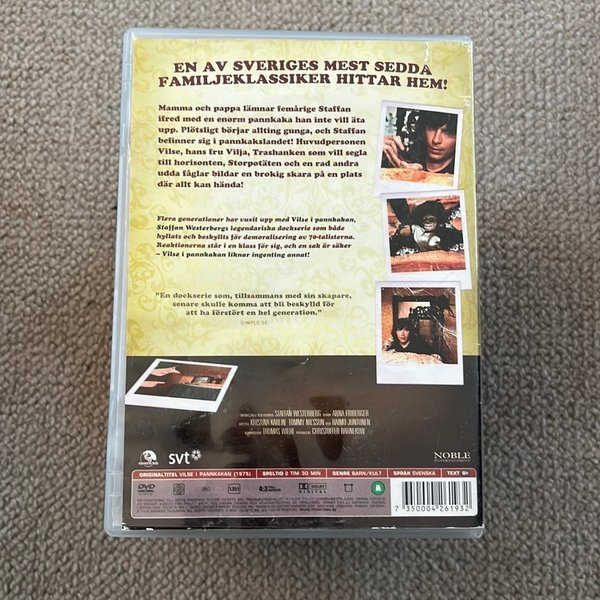 EN AV SVERIGES MEST SEDDA
FAMILJEKLASSIKER HITTAR HEM!
Mamma och pappa lämnar femårige Staffan
ifred med en enorm pannkaka han inte vill äta
upp. Plötsligt börjar allting gunga, och Staffan
befinner sig i pannkakslandet! Huvudpersonen
Vilse, hans fru Vilja, Trashanken som vill segla
till horisonten, Storpotäten och en rad andra
udda fåglar bildar en brokig skara på en plats
där allt kan hända!
Flera generationer har vuxit upp med Vilse i pannkakan,
Staffan Westerbergs legendariska dockserie som både
hyllats och beskyllts för demoralisering av 70-talisterna.
Reaktionerna står i en klass för sig, och en sak är säker
– Vilse i pannkakan liknar ingenting annat!
"En dockserie som, tillsammans med sin skapare,
senare skulle komma att bli beskylld för
att ha förstört en hel generation."
DIMPLE.SE
STAFFAN WESTERBERG ANNA FRIBERGER
KRISTINA KARLIN, TOMMY NILSSON RAIMO JUNTUNEN
THOMAS WIEHE CHRISTOFFER BARNEKOW
svt
NOBLE
ENTERTAINMENT
ORIGINALTITEL VILSE I PANNKAKAN (1975) SPELTID 2 TIM 30 MIN GENRE BARN/KULT SPRÅK SVENSKA TEXT EJ
DVD
VIDEO
DOLBY
DIGITAL
7 350004 261932